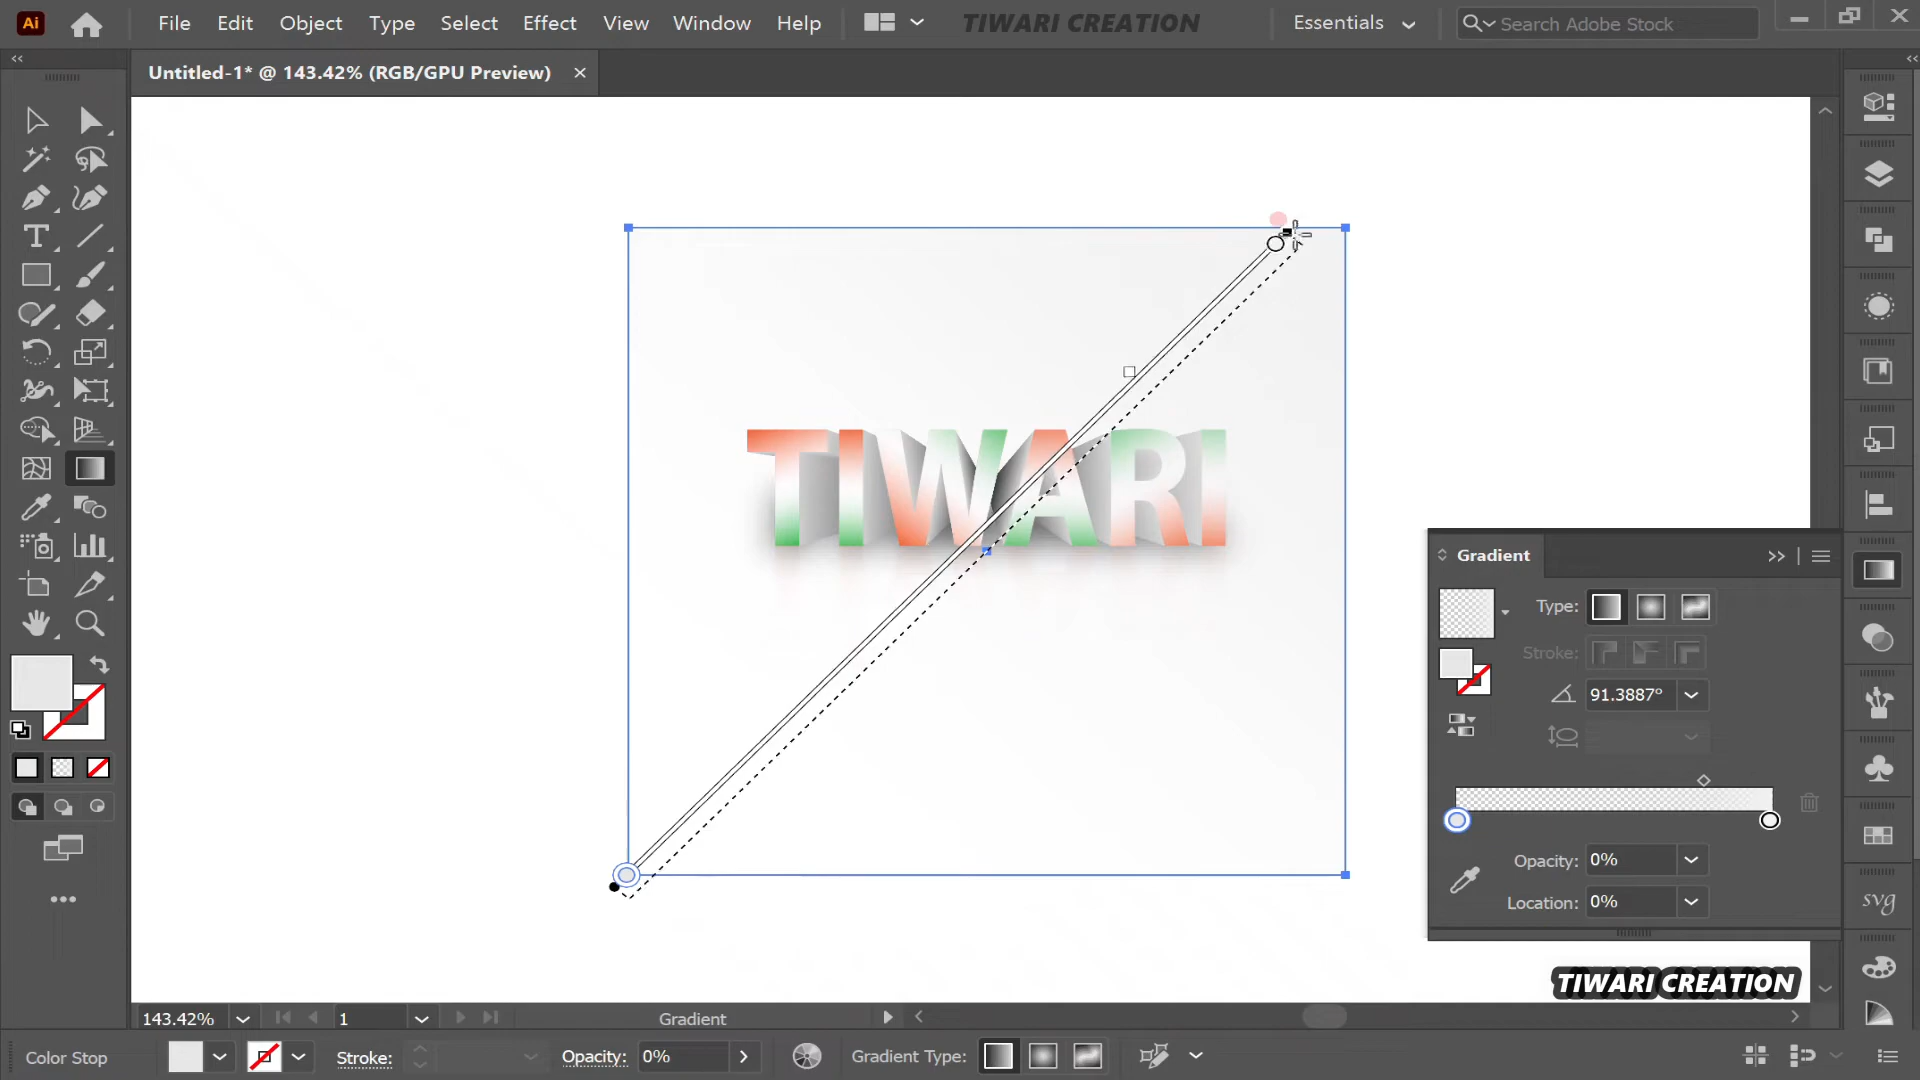 Ai File Edit Object Type Select Effect View Window Help TIWARI CREATION Essentials Search Adobe Stock
Untitled-1* @ 143.42% (RGB/GPU Preview)
TIWARI
Gradient
Type:
Stroke:
91.3887°
Opacity: 0%
Location: 0%
svg
TIWARI CREATION
143.42% 1 Gradient
Color Stop Stroke: Opacity: 0% Gradient Type: